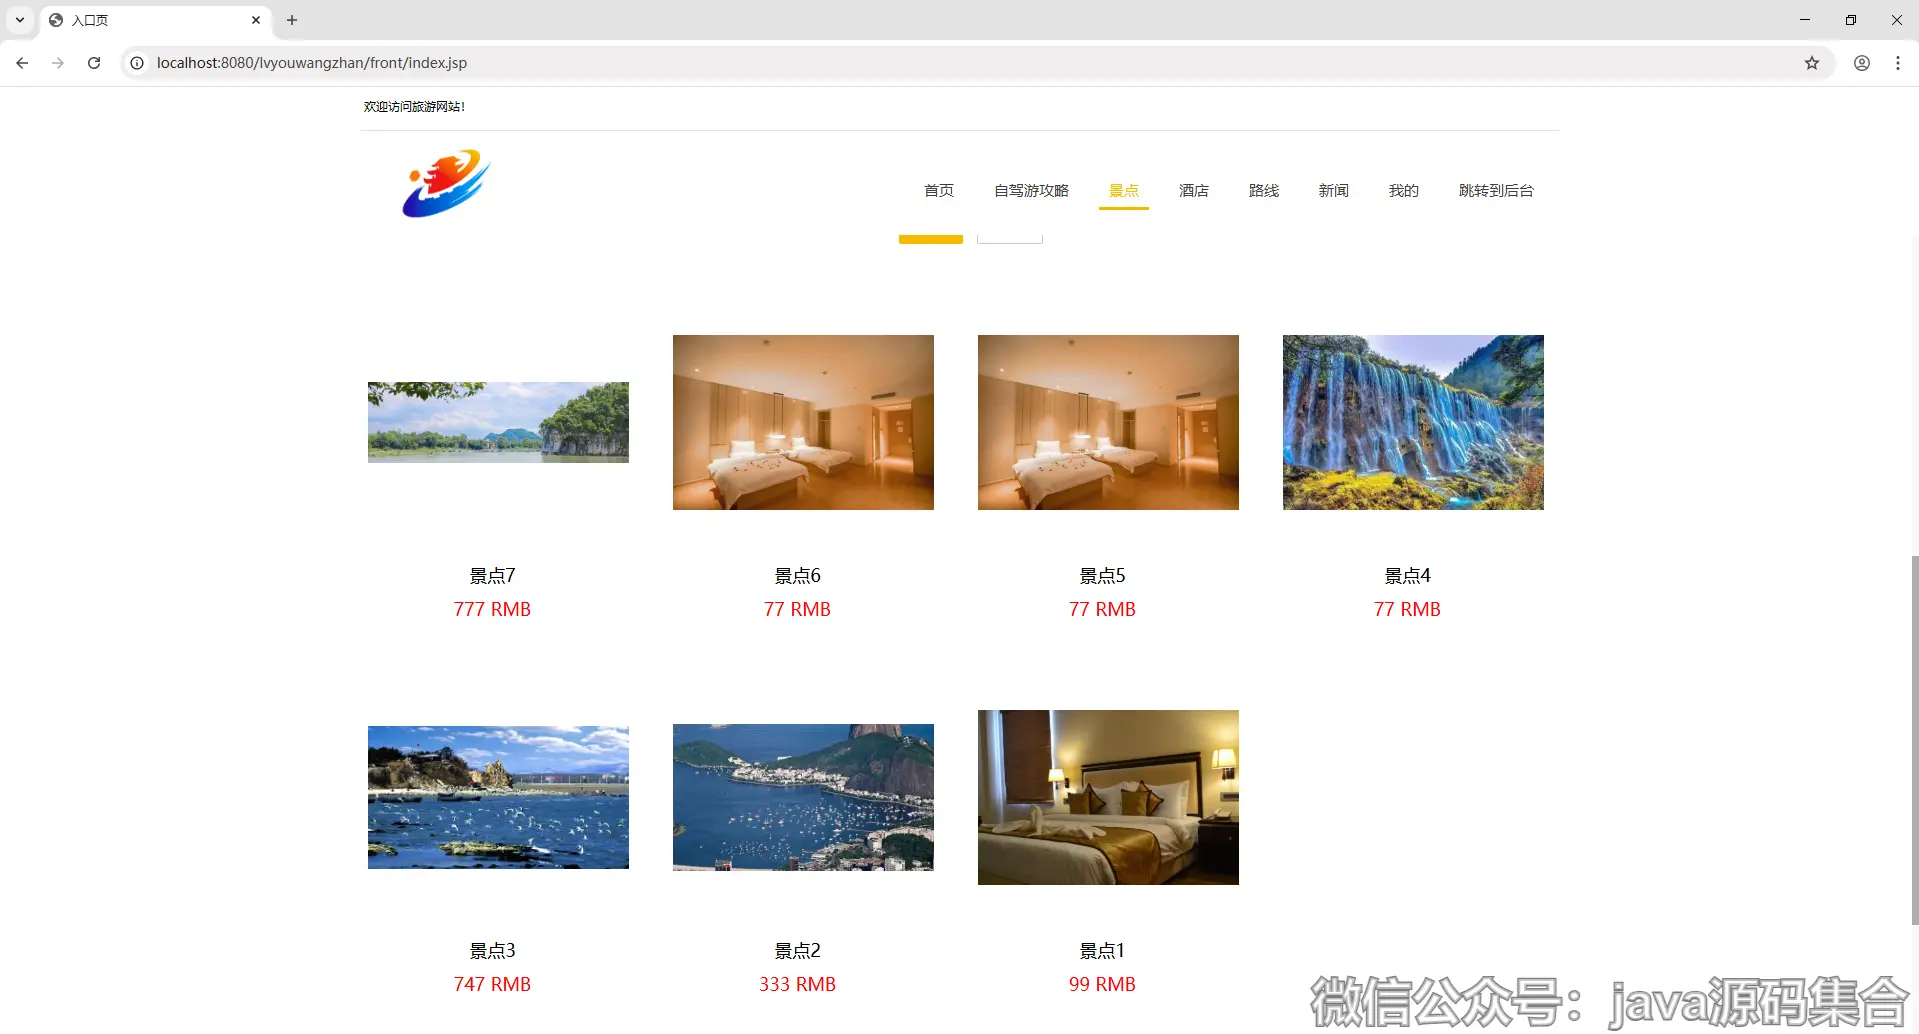 入口页
localhost:8080/lvyouwangzhan/front/index.jsp
欢迎访问旅游网站！
首页 自驾游攻略 景点 酒店 路线 新闻 我的 跳转到后台
景点7 景点6 景点5 景点4
777 RMB 77 RMB 77 RMB 77 RMB
景点3 景点2 景点1
747 RMB 333 RMB 99 RMB
微信公众号：java源码集合